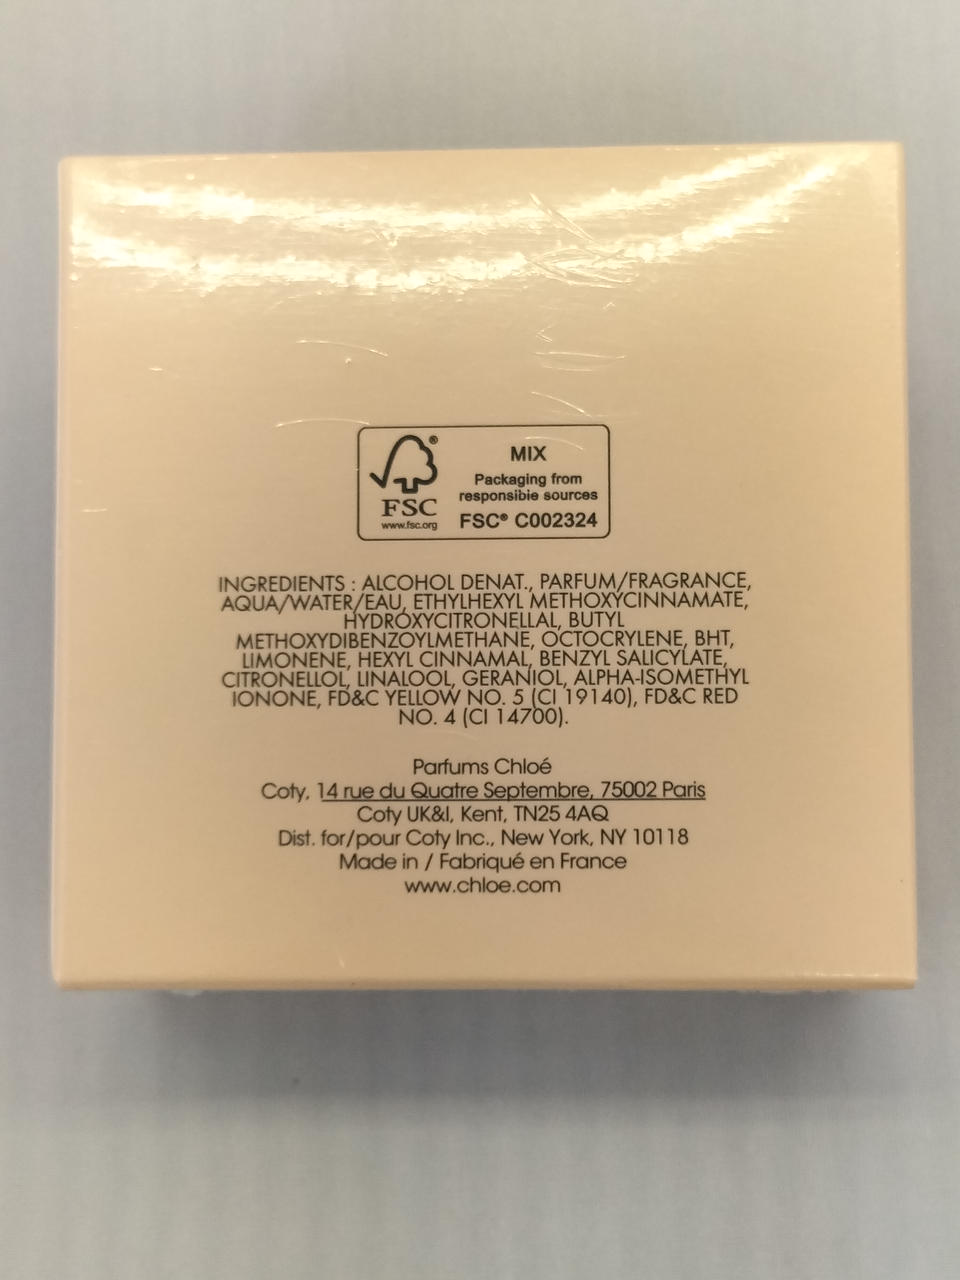 MIX
Packaging from
responsible sources
FSC® C002324
®
FSC
www.fsc.org
INGREDIENTS : ALCOHOL DENAT., PARFUM/FRAGRANCE,
AQUA/WATER/EAU, ETHYLHEXYL METHOXYCINNAMATE,
HYDROXYCITRONELLAL, BUTYL
METHOXYDIBENZOYLMETHANE, OCTOCRYLENE, BHT,
LIMONENE, HEXYL CINNAMAL, BENZYL SALICYLATE,
CITRONELLOL, LINALOOL, GERANIOL, ALPHA-ISOMETHYL
IONONE, FD&C YELLOW NO. 5 (CI 19140), FD&C RED
NO. 4 (CI 14700).
Parfums Chloé
Coty, 14 rue du Quatre Septembre, 75002 Paris
Coty UK&I, Kent, TN25 4AQ
Dist. for/pour Coty Inc., New York, NY 10118
Made in / Fabriqué en France
www.chloe.com